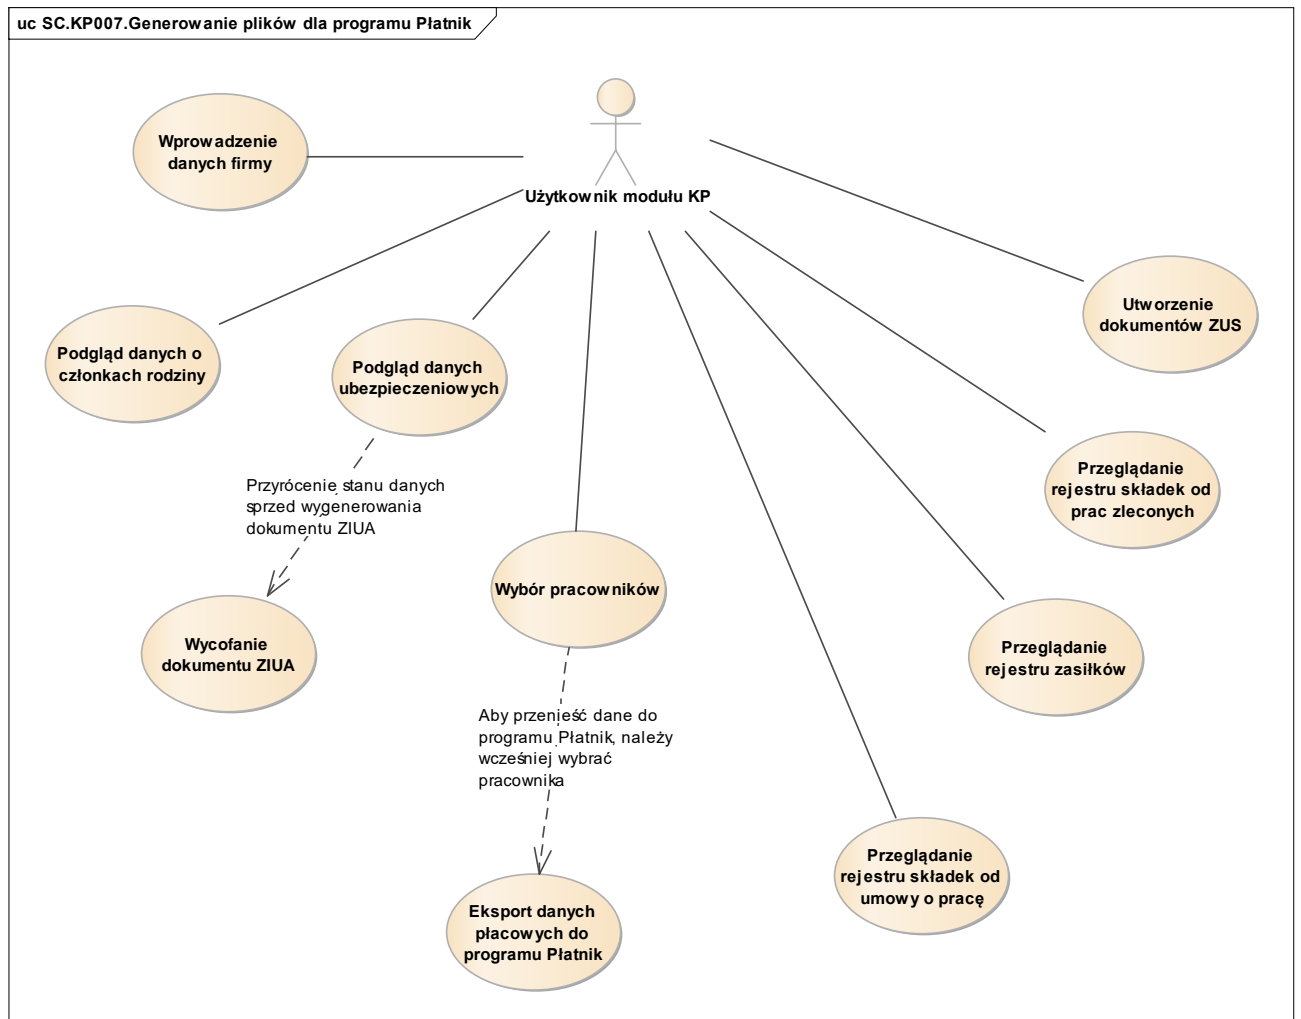 uc SC.KP007.Generowanie plików dla programu Płatnik
Wprowadzenie
danych firmy
Użytkownik modułu KP
Utworzenie
dokumentów ZUS
Podgląd danych o
członkach rodziny
Podgląd danych
ubezpieczeniowych
Przyrócenie stanu danych
sprzed wygenerowania
dokumentu ZIUA
Przeglądanie
rejestru składek od
prac zleconych
Wybór pracowników
Wycofanie
dokumentu ZIUA
Przeglądanie
rejestru zasiłków
Aby przenieść dane do
programu Płatnik, należy
wcześniej wybrać
pracownika
Przeglądanie
rejestru składek od
umowy o pracę
Eksport danych
płacowych do
programu Płatnik